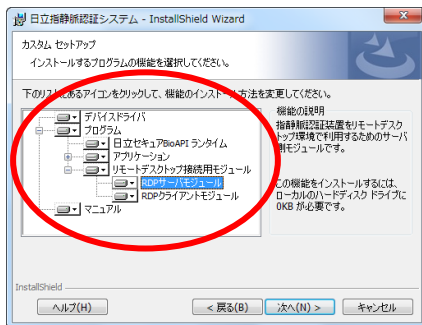 日立指静脈認証システム - InstallShield Wizard
カスタム セットアップ
インストールするプログラムの機能を選択してください。
下のリストにあるアイコンをクリックして、機能のインストール方法を変更してください。
デバイスドライバ
プログラム
日立セキュアBioAPI ランタイム
アプリケーション
リモートデスクトップ接続用モジュール
RDPサーバモジュール
RDPクライアントモジュール
マニュアル
機能の説明
指静脈認証装置をリモートデスク
トップ環境で利用するためのサーバ
側モジュールです。
この機能をインストールするには、
ローカルのハードディスク ドライブに
0KB が必要です。
InstallShield
ヘルプ(H)
< 戻る(B)
次へ(N) >
キャンセル